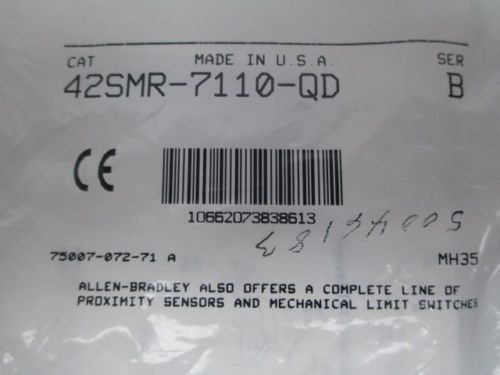 CAT MADE IN U.S.A. SER
42SMR-7110-QD B
CE
10662073838613
75007-072-71 A MH35
ALLEN-BRADLEY ALSO OFFERS A COMPLETE LINE OF
PROXIMITY SENSORS AND MECHANICAL LIMIT SWITCHES